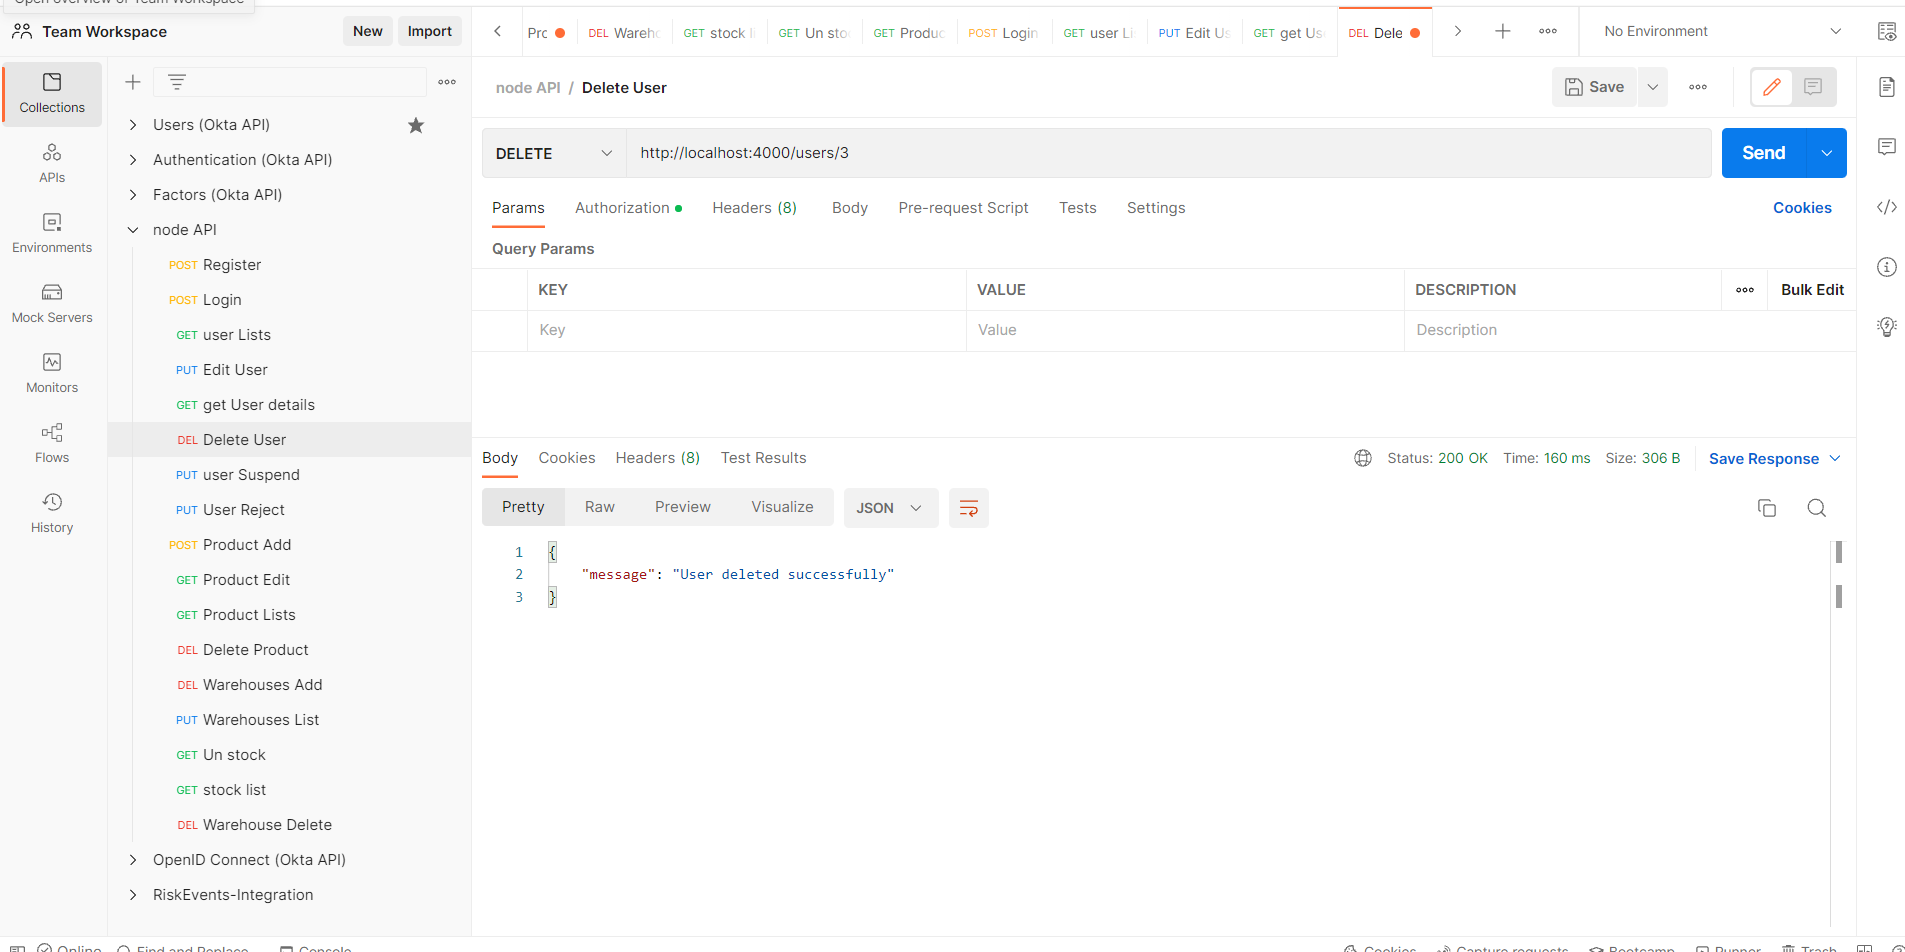 Open overview of Team Workspace
Team Workspace
New
Import
Pro
DEL Wareho
GET stock l
GET Un sto
GET Produc
POST Login
GET user Li
PUT Edit Us
GET get Use
DEL Dele
No Environment
Collections
APIs
Environments
Mock Servers
Monitors
Flows
History
Users (Okta API)
Authentication (Okta API)
Factors (Okta API)
node API
POST Register
POST Login
GET user Lists
PUT Edit User
GET get User details
DEL Delete User
PUT user Suspend
PUT User Reject
POST Product Add
GET Product Edit
GET Product Lists
DEL Delete Product
DEL Warehouses Add
PUT Warehouses List
GET Un stock
GET stock list
DEL Warehouse Delete
OpenID Connect (Okta API)
RiskEvents-Integration
node API / Delete User
Save
DELETE
http://localhost:4000/users/3
Send
Params
Authorization
Headers (8)
Body
Pre-request Script
Tests
Settings
Cookies
Query Params
KEY
VALUE
DESCRIPTION
Bulk Edit
Key
Value
Description
Body
Cookies
Headers (8)
Test Results
Status: 200 OK
Time: 160 ms
Size: 306 B
Save Response
Pretty
Raw
Preview
Visualize
JSON
1 {
2 "message": "User deleted successfully"
3 }
Online
Find and Replace
Console
Cookies
Capture requests
Bootcamp
Runner
Trash